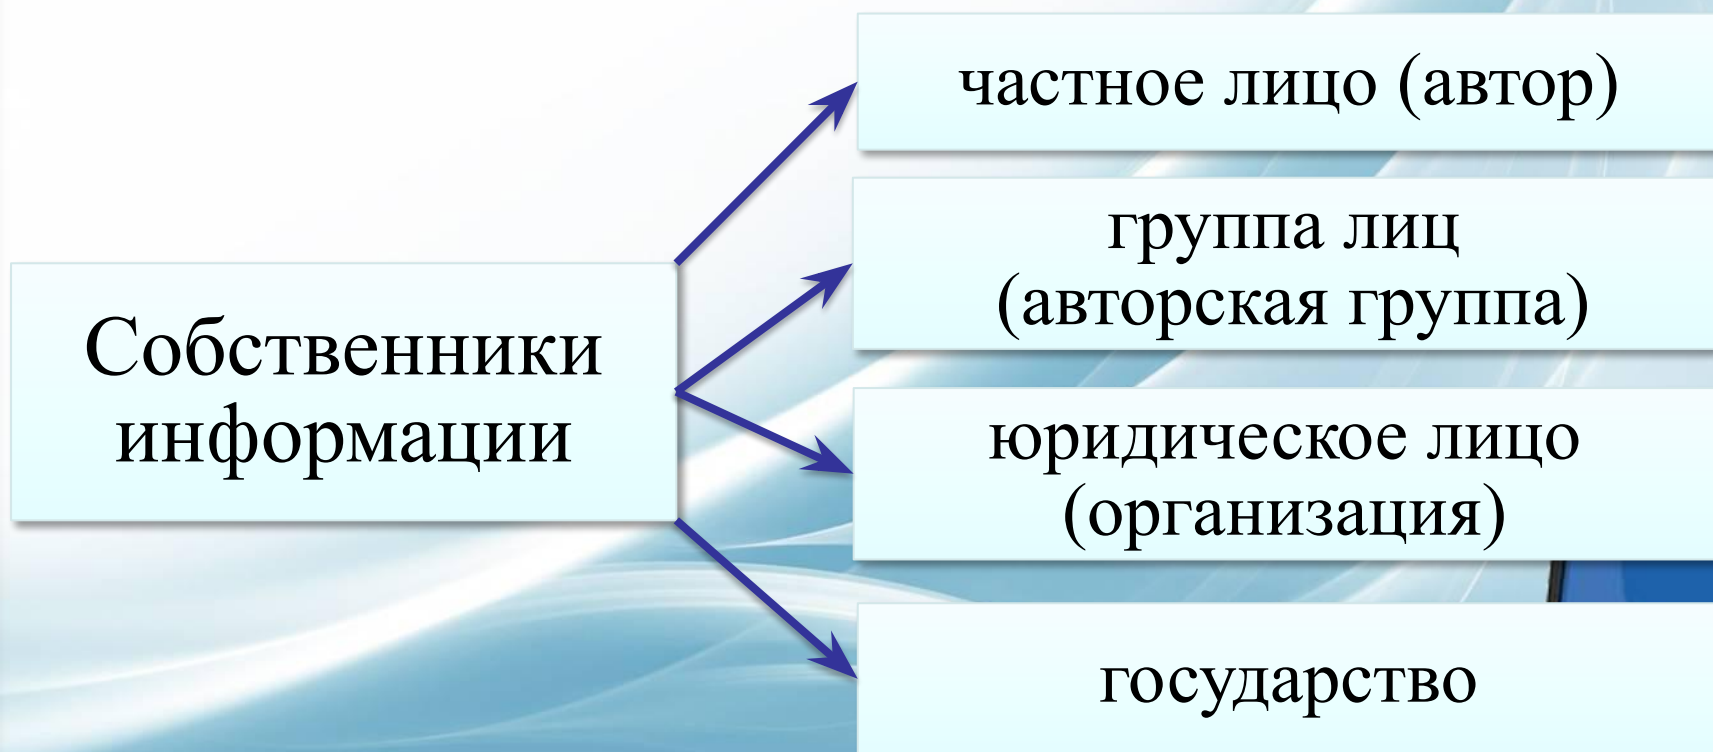 частное лицо (автор)
группа лиц
(авторская группа)
Собственники
информации
юридическое лицо
(организация)
государство